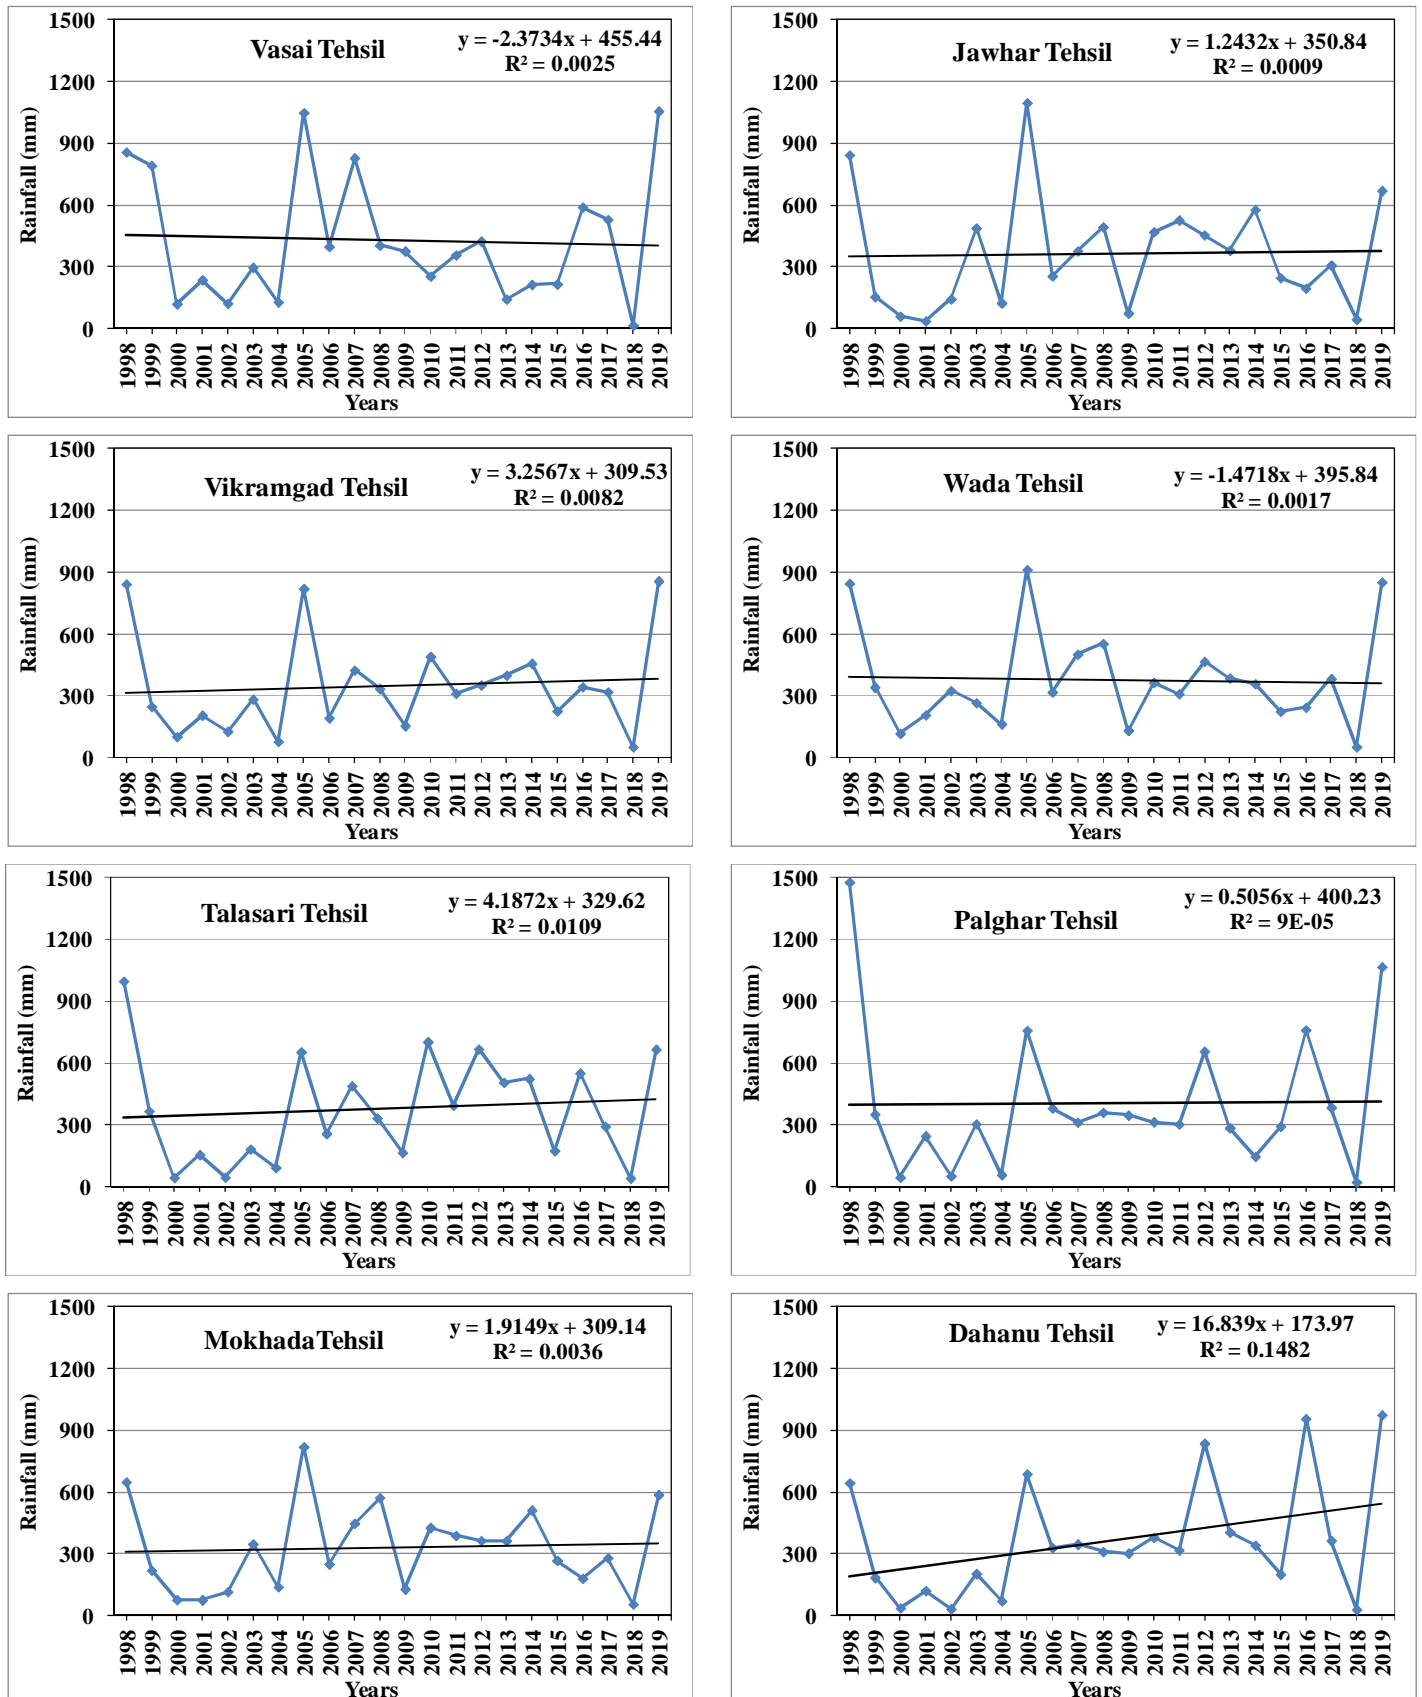 Vasai Tehsil
y = -2.3734x + 455.44
R² = 0.0025
Rainfall (mm)
1500
1200
900
600
300
0
1998 1999 2000 2001 2002 2003 2004 2005 2006 2007 2008 2009 2010 2011 2012 2013 2014 2015 2016 2017 2018 2019
Years
Jawhar Tehsil
y = 1.2432x + 350.84
R² = 0.0009
Rainfall (mm)
1500
1200
900
600
300
0
1998 1999 2000 2001 2002 2003 2004 2005 2006 2007 2008 2009 2010 2011 2012 2013 2014 2015 2016 2017 2018 2019
Years
Vikramgad Tehsil
y = 3.2567x + 309.53
R² = 0.0082
Rainfall (mm)
1500
1200
900
600
300
0
1998 1999 2000 2001 2002 2003 2004 2005 2006 2007 2008 2009 2010 2011 2012 2013 2014 2015 2016 2017 2018 2019
Years
Wada Tehsil
y = -1.4718x + 395.84
R² = 0.0017
Rainfall (mm)
1500
1200
900
600
300
0
1998 1999 2000 2001 2002 2003 2004 2005 2006 2007 2008 2009 2010 2011 2012 2013 2014 2015 2016 2017 2018 2019
Years
Talasari Tehsil
y = 4.1872x + 329.62
R² = 0.0109
Rainfall (mm)
1500
1200
900
600
300
0
1998 1999 2000 2001 2002 2003 2004 2005 2006 2007 2008 2009 2010 2011 2012 2013 2014 2015 2016 2017 2018 2019
Years
Palghar Tehsil
y = 0.5056x + 400.23
R² = 9E-05
Rainfall (mm)
1500
1200
900
600
300
0
1998 1999 2000 2001 2002 2003 2004 2005 2006 2007 2008 2009 2010 2011 2012 2013 2014 2015 2016 2017 2018 2019
Years
Mokhada Tehsil
y = 1.9149x + 309.14
R² = 0.0036
Rainfall (mm)
1500
1200
900
600
300
0
1998 1999 2000 2001 2002 2003 2004 2005 2006 2007 2008 2009 2010 2011 2012 2013 2014 2015 2016 2017 2018 2019
Years
Dahanu Tehsil
y = 16.839x + 173.97
R² = 0.1482
Rainfall (mm)
1500
1200
900
600
300
0
1998 1999 2000 2001 2002 2003 2004 2005 2006 2007 2008 2009 2010 2011 2012 2013 2014 2015 2016 2017 2018 2019
Years